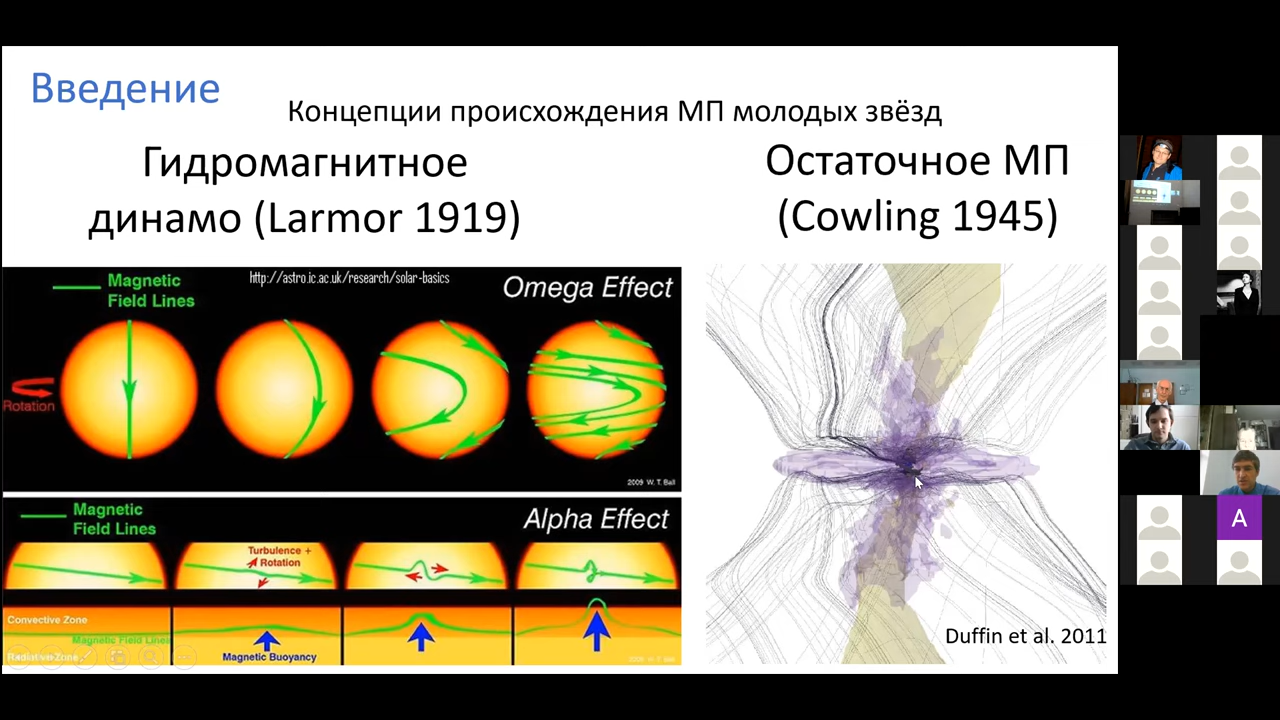 Введение
Концепции происхождения МП молодых звёзд
Гидромагнитное
динамо (Larmor 1919)
Остаточное МП
(Cowling 1945)
Magnetic
Field Lines
http://astro.ic.ac.uk/research/solar-basics
Omega Effect
Rotation
2009 W. T. Ball
Magnetic
Field Lines
Alpha Effect
Turbulence +
Rotation
Convective Zone
Magnetic Field Lines
Radiative Zone
Magnetic Buoyancy
2009 W. T. Ball
Duffin et al. 2011
A